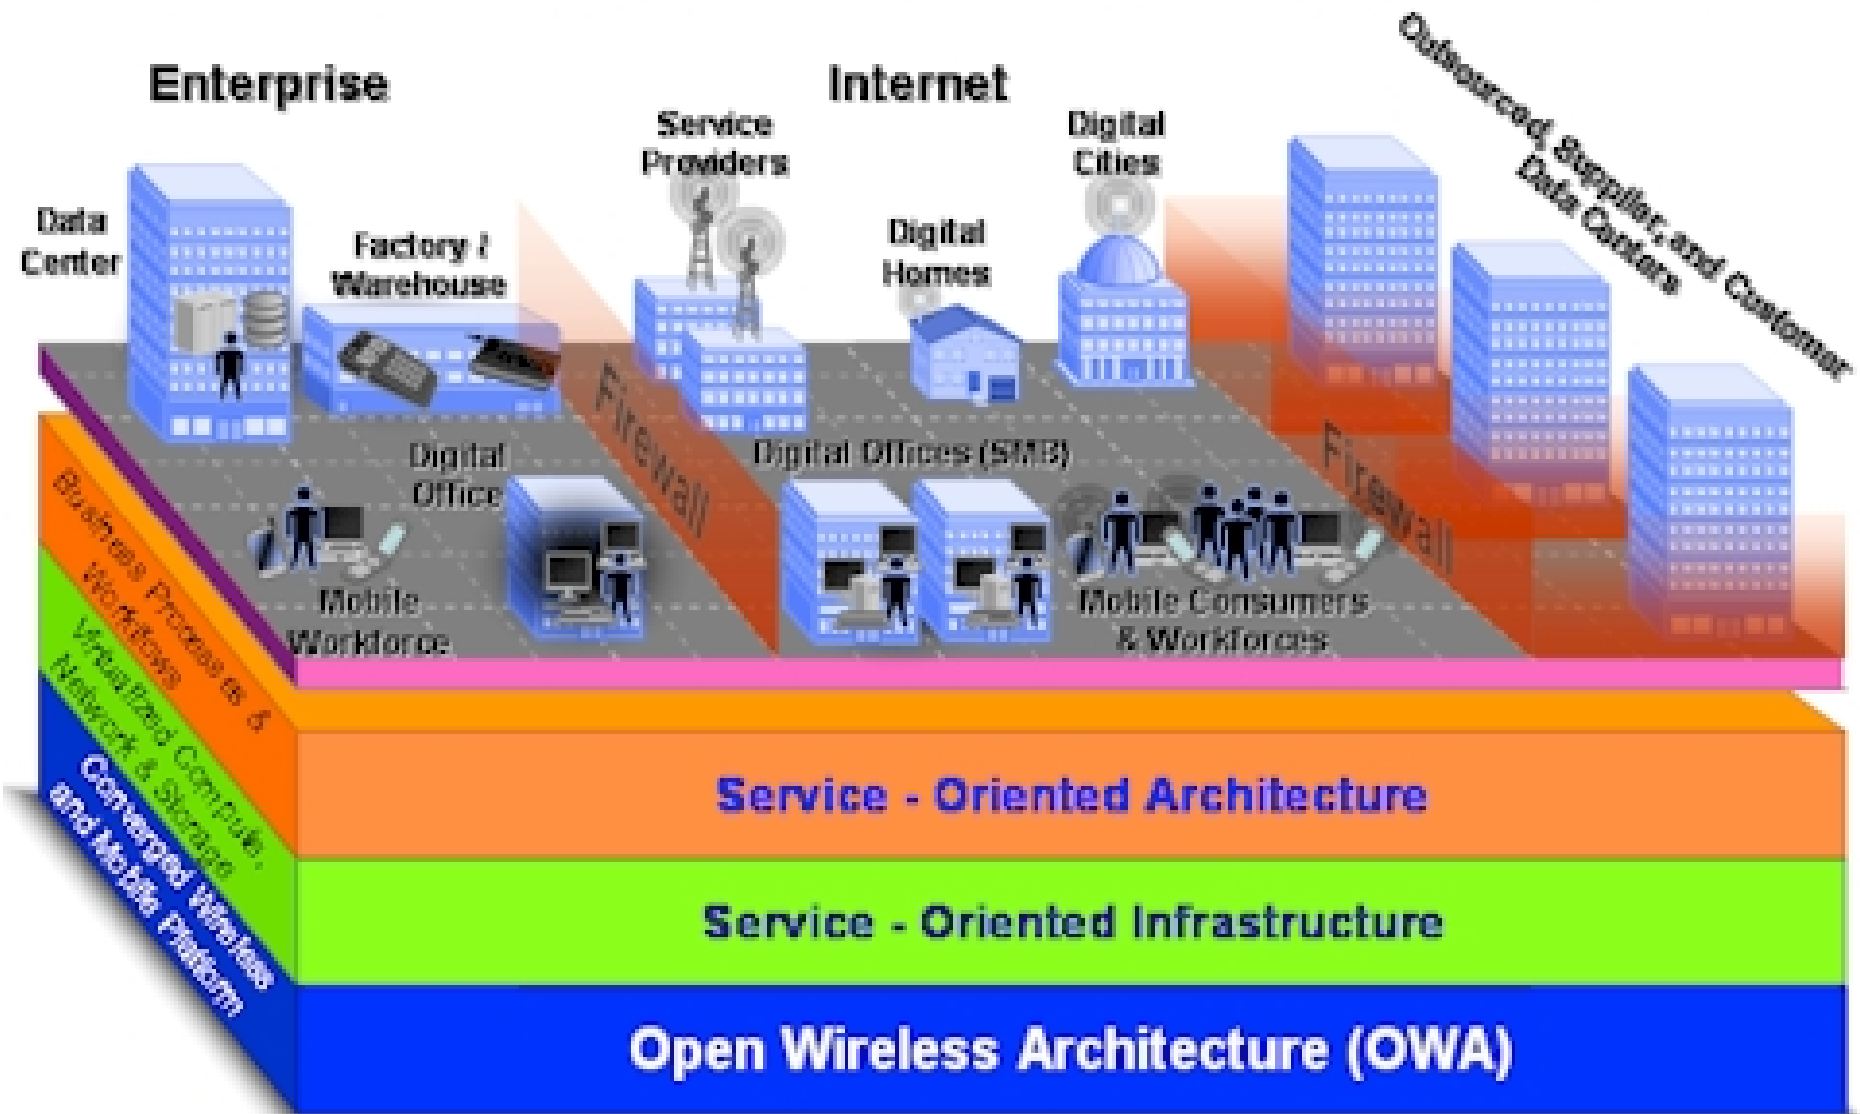 Enterprise
Internet
Outsourced, Supplier, and Customer
Data Centers
Service
Providers
Digital
Cities
Data
Center
Factory /
Warehouse
Digital
Homes
Firewall
Firewall
Digital
Office
Digital Offices (SMB)
Mobile
Workforce
Mobile Consumers
& Workforces
Business Processes &
Workflows
Service - Oriented Architecture
Virtualized Compute,
Network & Storage
Service - Oriented Infrastructure
Converged Wireless
and Mobile Platform
Open Wireless Architecture (OWA)